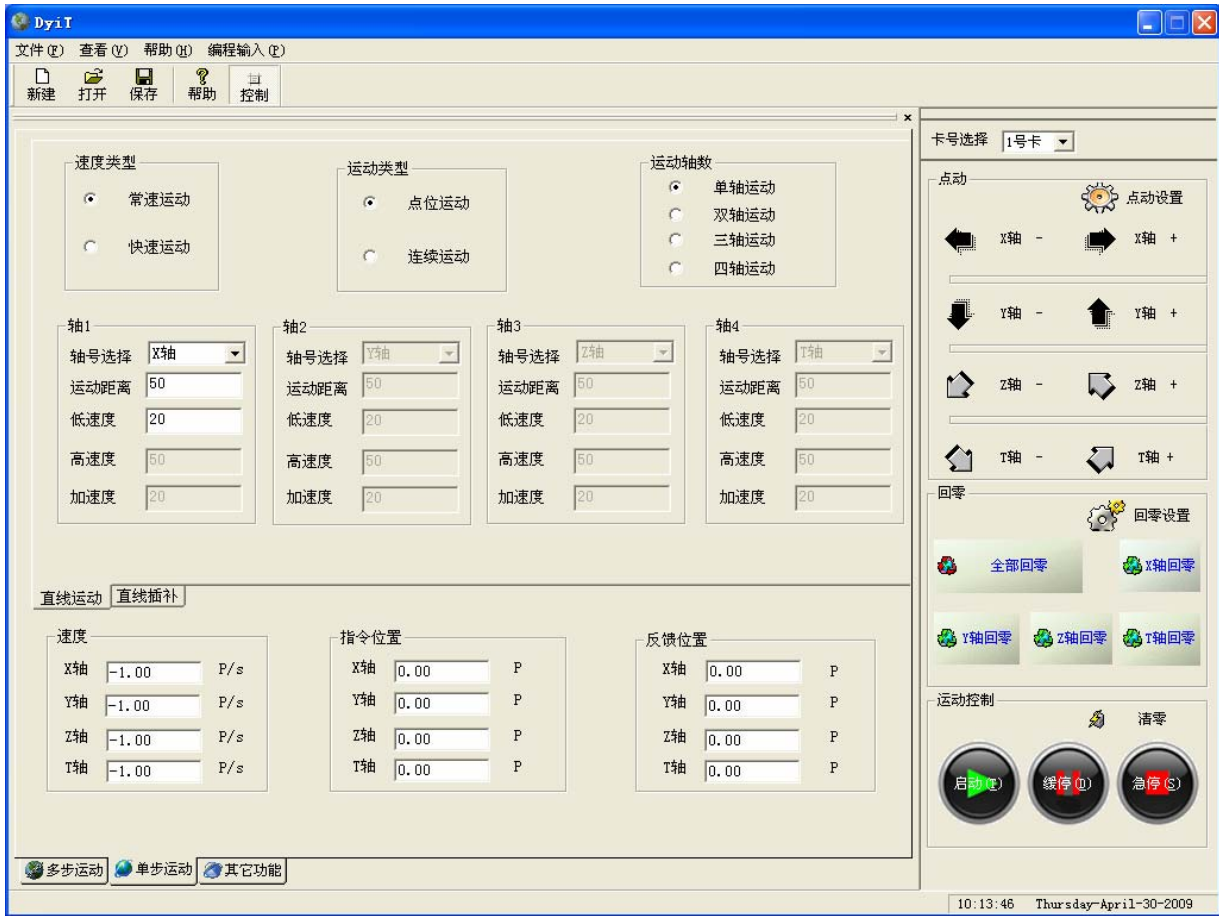 DyiT
文件(F) 查看(V) 帮助(H) 编程输入(P)
新建 打开 保存 帮助 控制
卡号选择 1号卡
速度类型
常速运动
快速运动
运动类型
点位运动
连续运动
运动轴数
单轴运动
双轴运动
三轴运动
四轴运动
轴1
轴号选择 X轴
运动距离 50
低速度 20
高速度 50
加速度 20
轴2
轴号选择 Y轴
运动距离 50
低速度 20
高速度 50
加速度 20
轴3
轴号选择 Z轴
运动距离 50
低速度 20
高速度 50
加速度 20
轴4
轴号选择 T轴
运动距离 50
低速度 20
高速度 50
加速度 20
直线运动 直线插补
速度
X轴 -1.00 P/s
Y轴 -1.00 P/s
Z轴 -1.00 P/s
T轴 -1.00 P/s
指令位置
X轴 0.00 P
Y轴 0.00 P
Z轴 0.00 P
T轴 0.00 P
反馈位置
X轴 0.00 P
Y轴 0.00 P
Z轴 0.00 P
T轴 0.00 P
多步运动 单步运动 其它功能
点动
点动设置
X轴 - X轴 +
Y轴 - Y轴 +
Z轴 - Z轴 +
T轴 - T轴 +
回零
回零设置
全部回零 X轴回零
Y轴回零 Z轴回零 T轴回零
运动控制
清零
启动(F) 缓停(D) 急停(S)
10:13:46 Thursday-April-30-2009